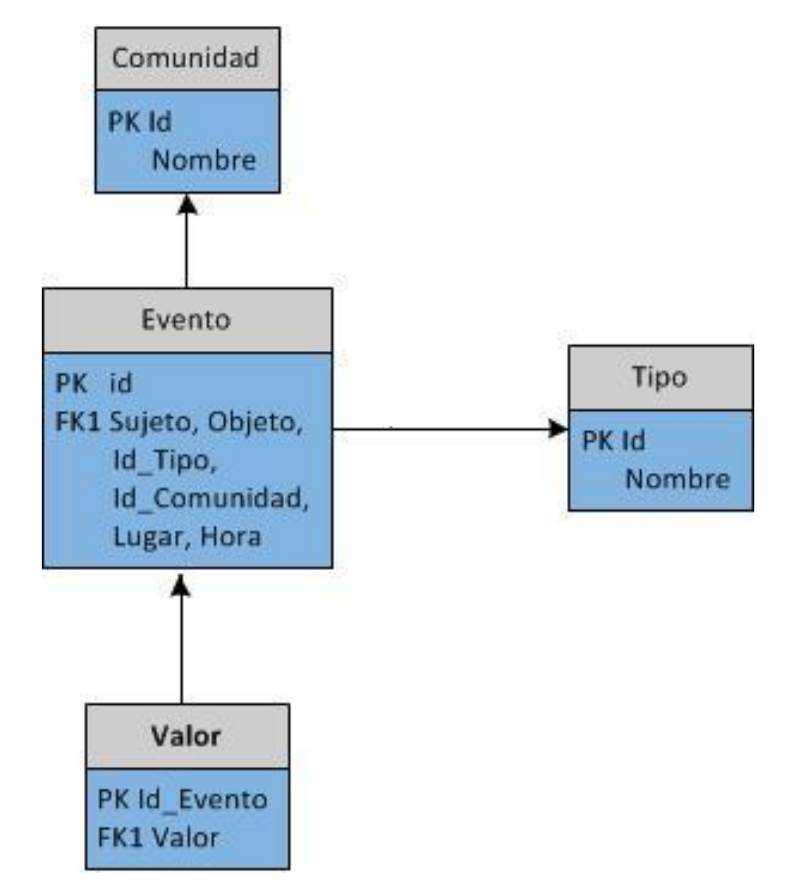 Comunidad
PK Id
Nombre
Evento
PK id
FK1 Sujeto, Objeto,
Id_Tipo,
Id_Comunidad,
Lugar, Hora
Tipo
PK Id
Nombre
Valor
PK Id_Evento
FK1 Valor